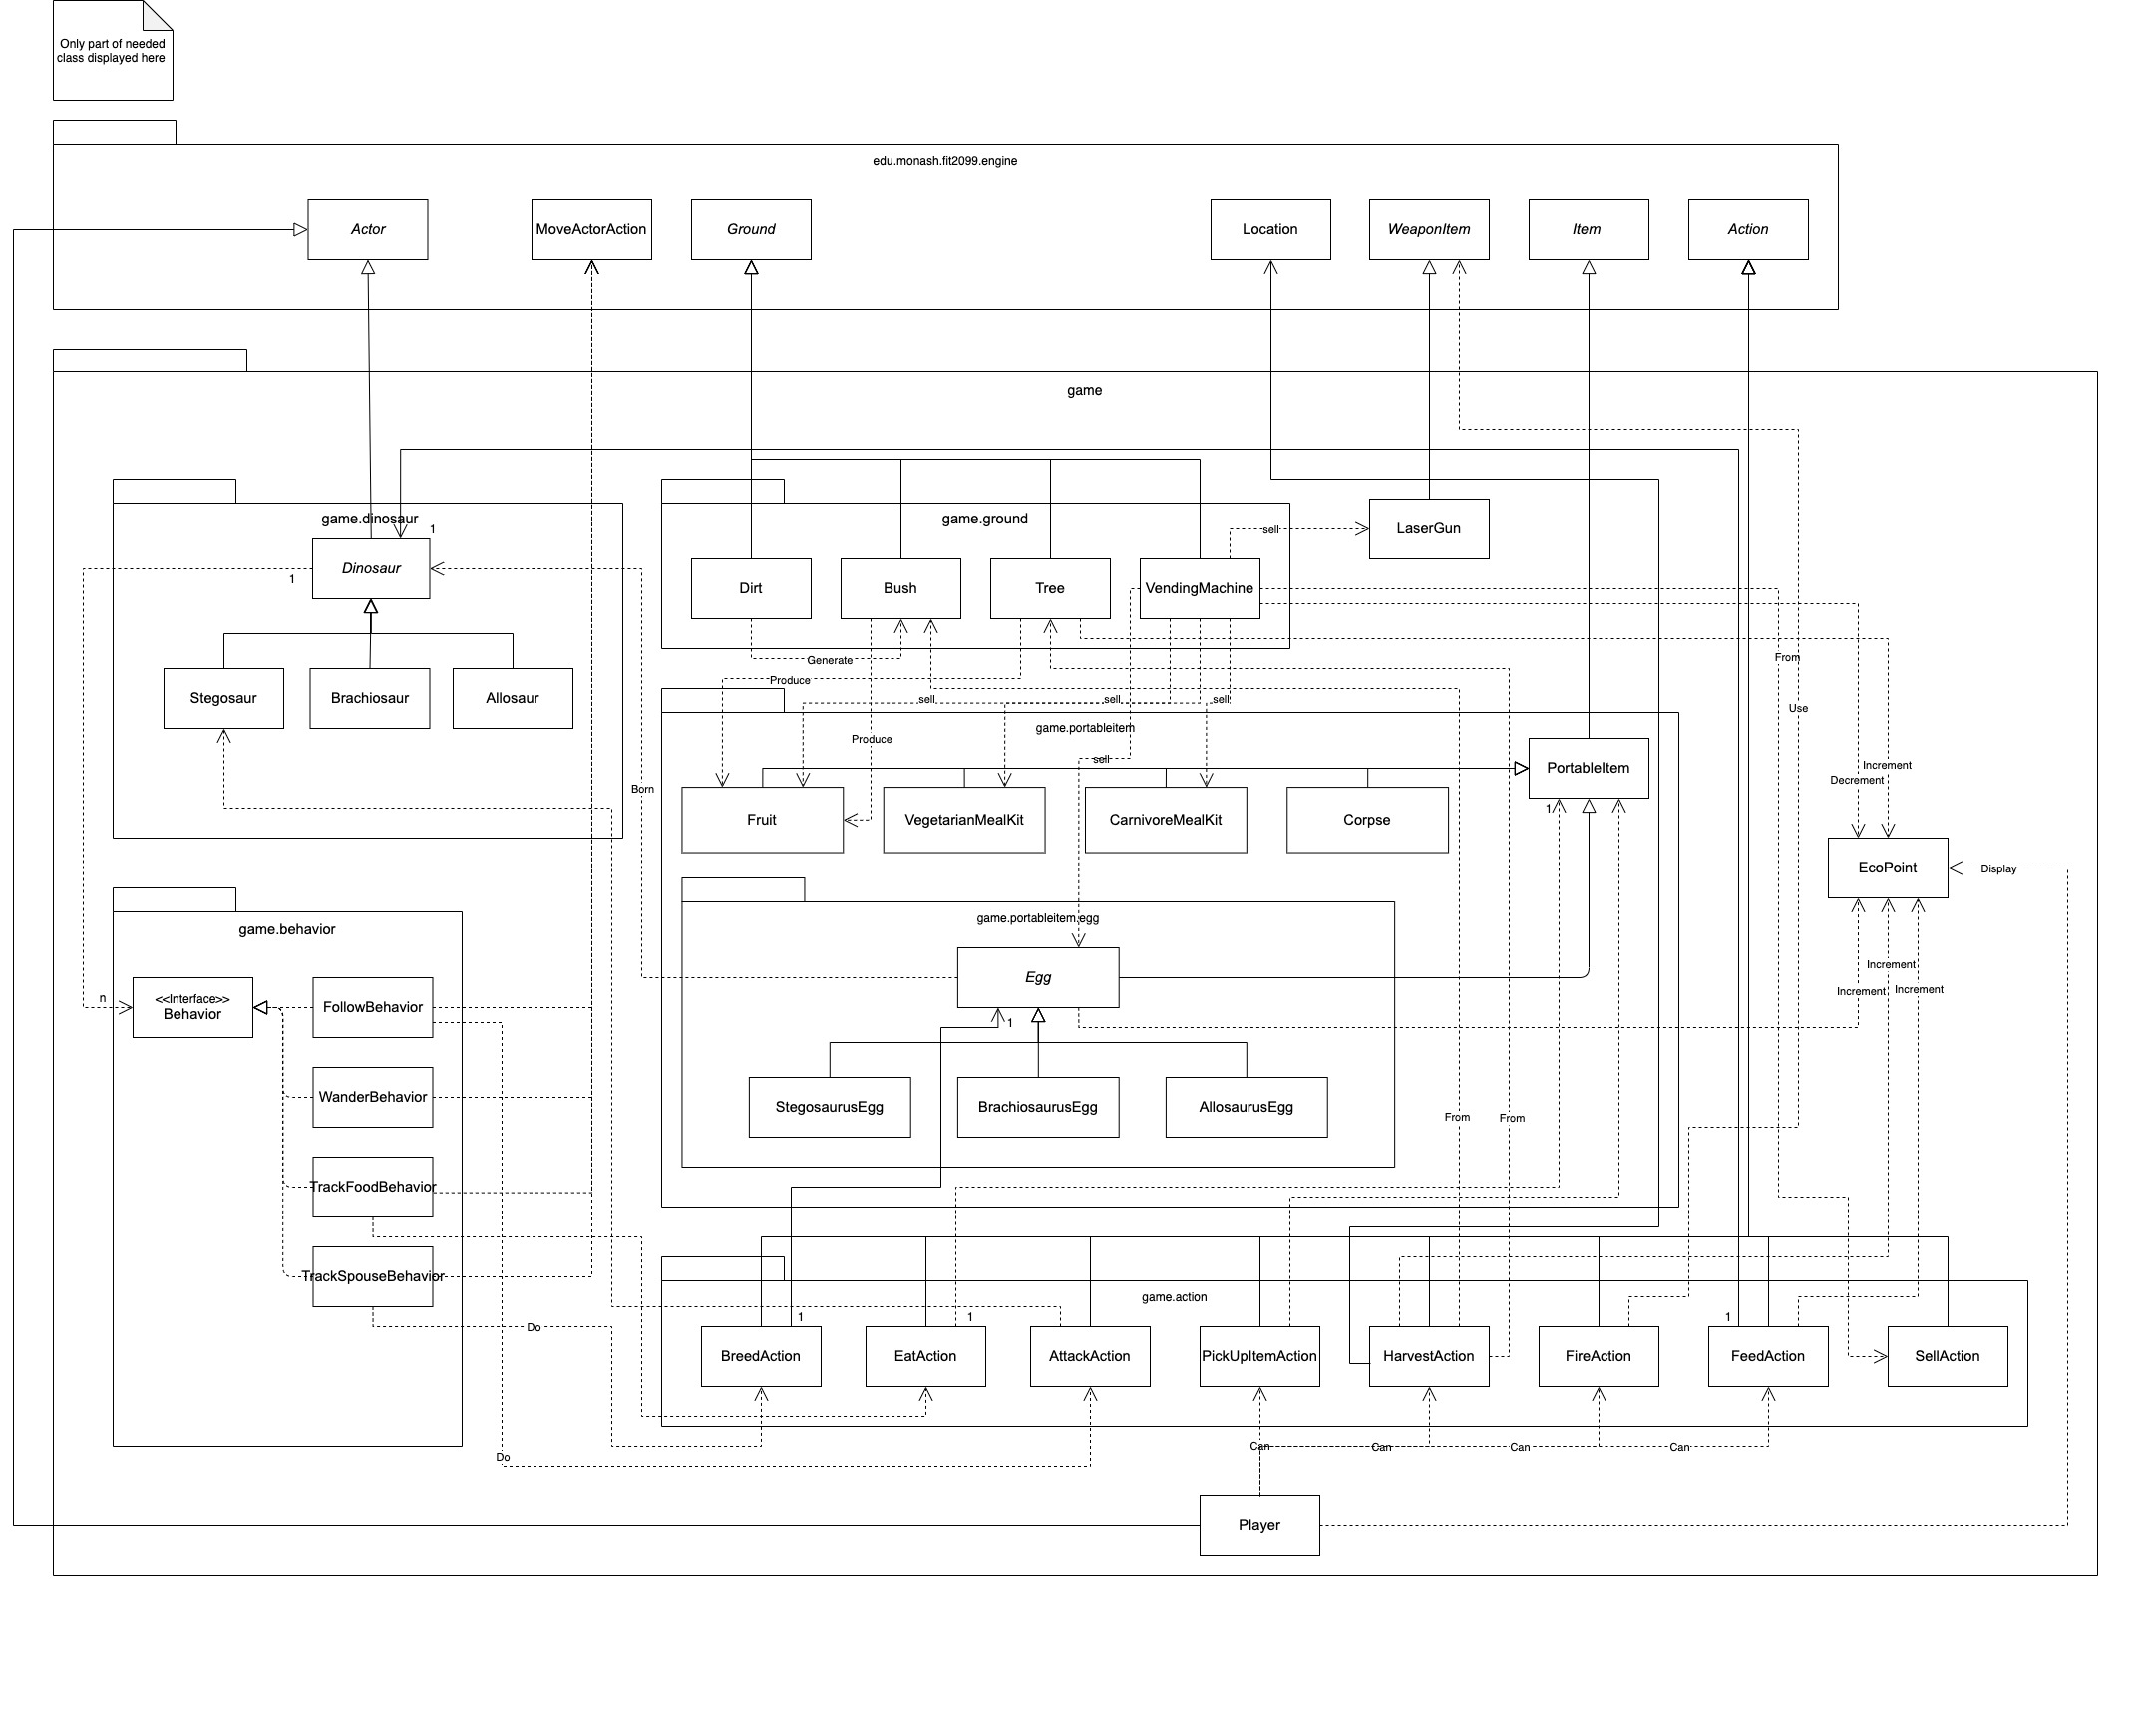 Only part of needed
class displayed here
edu.monash.fit2099.engine
Actor
MoveActorAction
Ground
Location
WeaponItem
Item
Action
game
game.dinosaur
1
Dinosaur
1
Stegosaur
Brachiosaur
Allosaur
game.ground
Dirt
Bush
Tree
VendingMachine
sell
LaserGun
Generate
Produce
From
Use
sell
sell
sell
Produce
sell
Born
game.portableitem
PortableItem
1
Fruit
VegetarianMealKit
CarnivoreMealKit
Corpse
Increment
Decrement
EcoPoint
Display
game.portableitem.egg
Egg
1
StegosaurusEgg
BrachiosaurusEgg
AllosaurusEgg
Increment
Increment
Increment
From
From
game.behavior
n
<<Interface>>
Behavior
FollowBehavior
WanderBehavior
TrackFoodBehavior
TrackSpouseBehavior
Do
Do
game.action
1
1
1
BreedAction
EatAction
AttackAction
PickUpItemAction
HarvestAction
FireAction
FeedAction
SellAction
Can
Can
Can
Can
Player